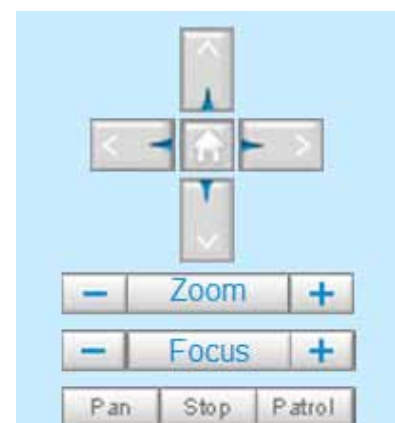 − Zoom +
− Focus +
Pan Stop Patrol